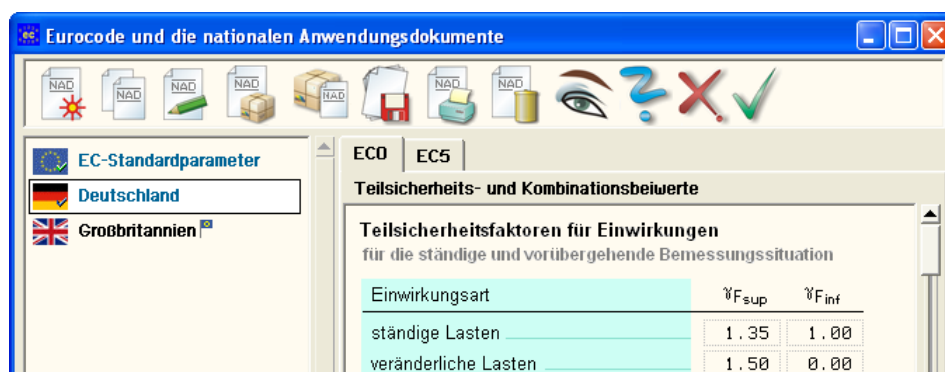 ec Eurocode und die nationalen Anwendungsdokumente
NAD NAD NAD NAD NAD NAD NAD
EC-Standardparameter
Deutschland
Großbritannien
EC0 EC5
Teilsicherheits- und Kombinationsbeiwerte
Teilsicherheitsfaktoren für Einwirkungen
für die ständige und vorübergehende Bemessungssituation
Einwirkungsart γFsup γFinf
ständige Lasten 1.35 1.00
veränderliche Lasten 1.50 0.00